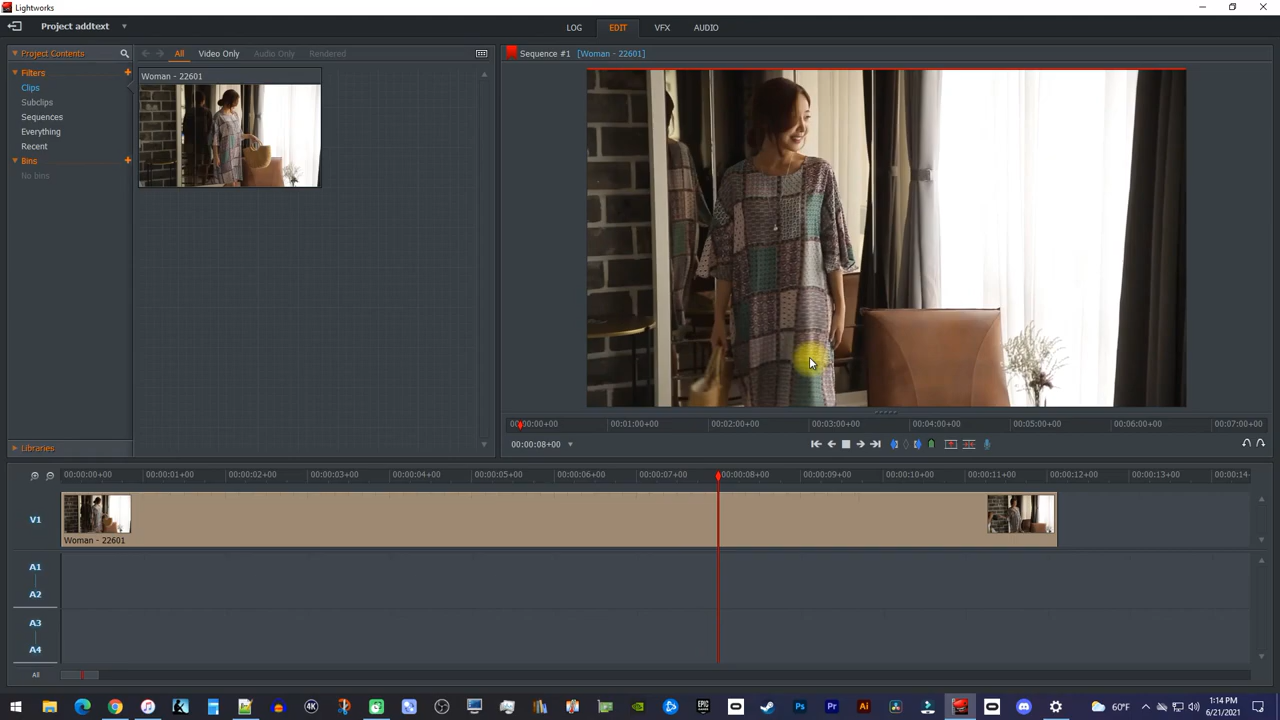 Lightworks
Project addtext
LOG EDIT VFX AUDIO
Project Contents
All Video Only Audio Only Rendered
Sequence #1 [Woman - 22601]
Filters +
Clips
Subclips
Sequences
Everything
Recent
Bins +
No bins
Woman - 22601
Libraries
00:00:00+00 00:01:00+00 00:02:00+00 00:03:00+00 00:04:00+00 00:05:00+00 00:06:00+00 00:07:00+00
00:00:08+00
00:00:00+00 00:00:01+00 00:00:02+00 00:00:03+00 00:00:04+00 00:00:05+00 00:00:06+00 00:00:07+00 00:00:08+00 00:00:09+00 00:00:10+00 00:00:11+00 00:00:12+00 00:00:13+00 00:00:14
V1
Woman - 22601
A1
A2
A3
A4
All
4K
EPIC
GAMES
Ps
Pr
Ai
60°F
1:14 PM
6/21/2021